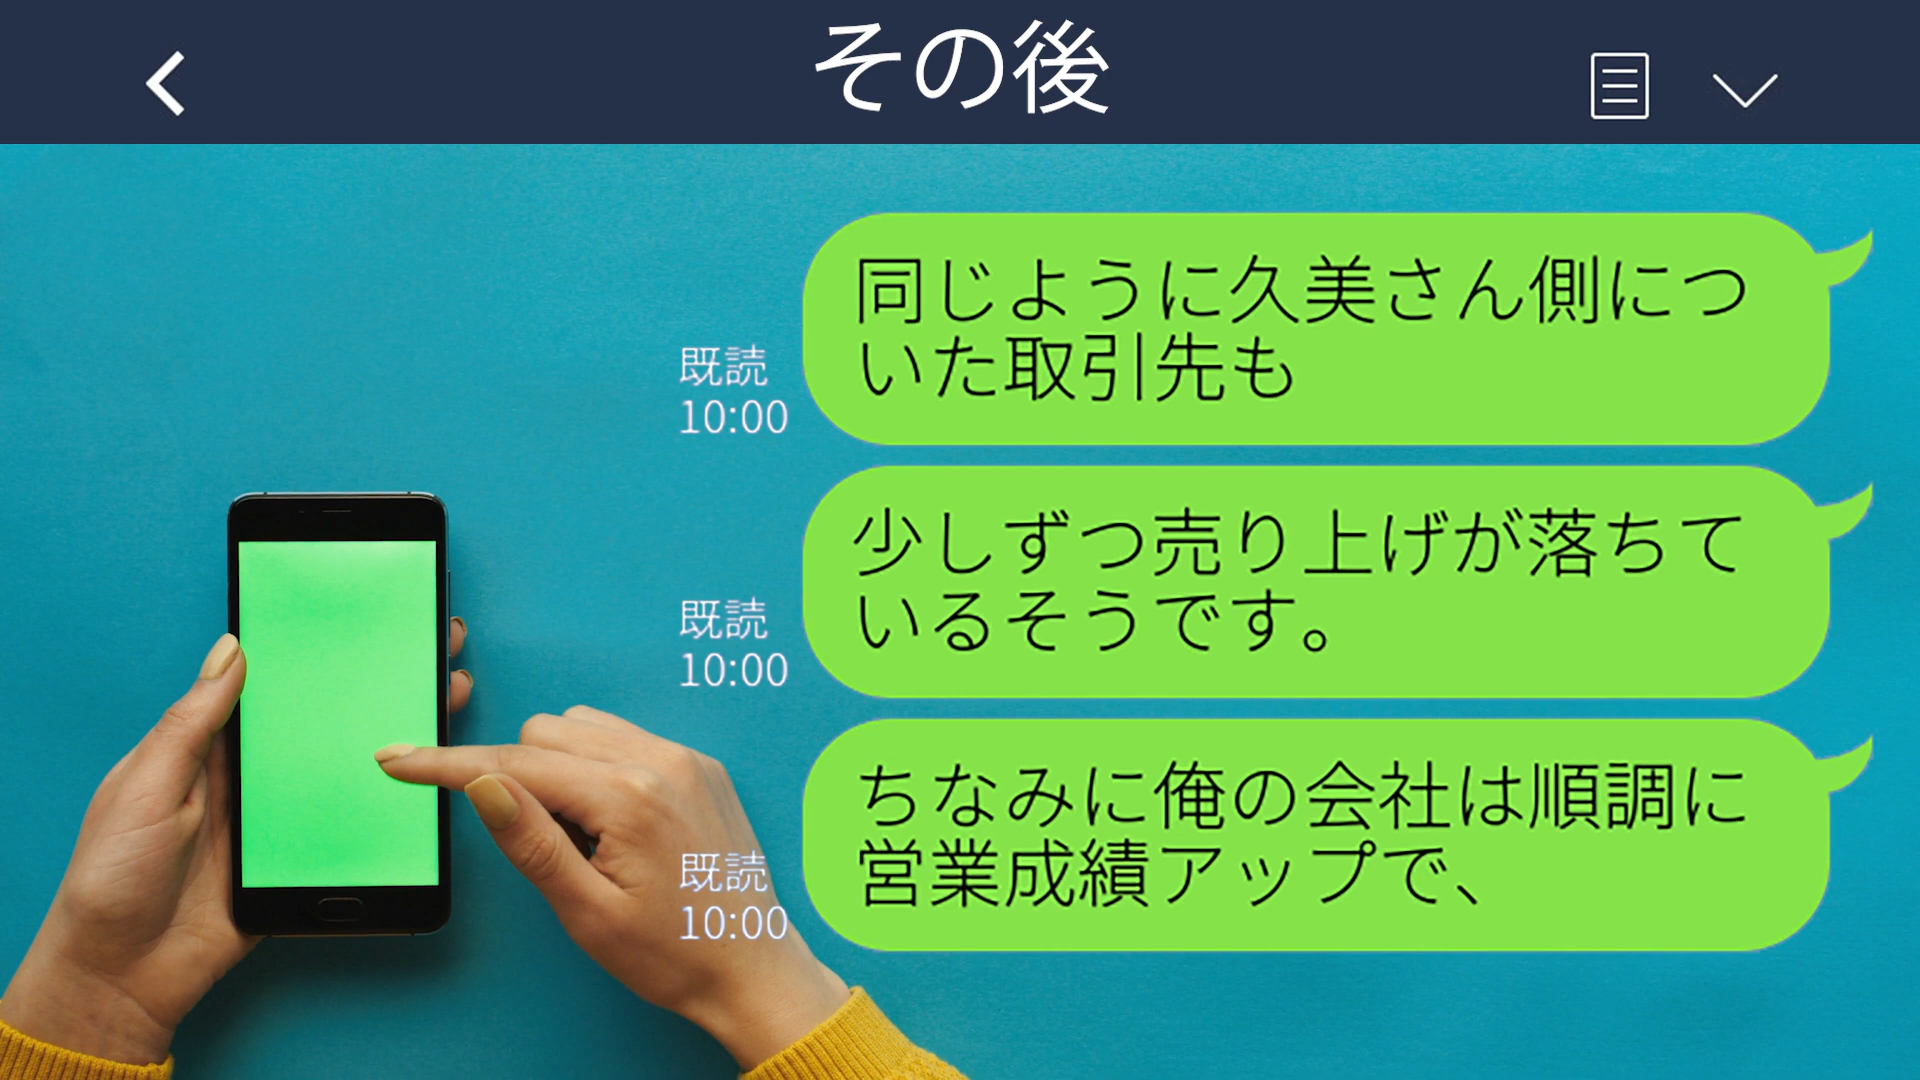 その後
同じように久美さん側につ
いた取引先も
既読
10:00
少しずつ売り上げが落ちて
いるそうです。
既読
10:00
ちなみに俺の会社は順調に
営業成績アップで、
既読
10:00